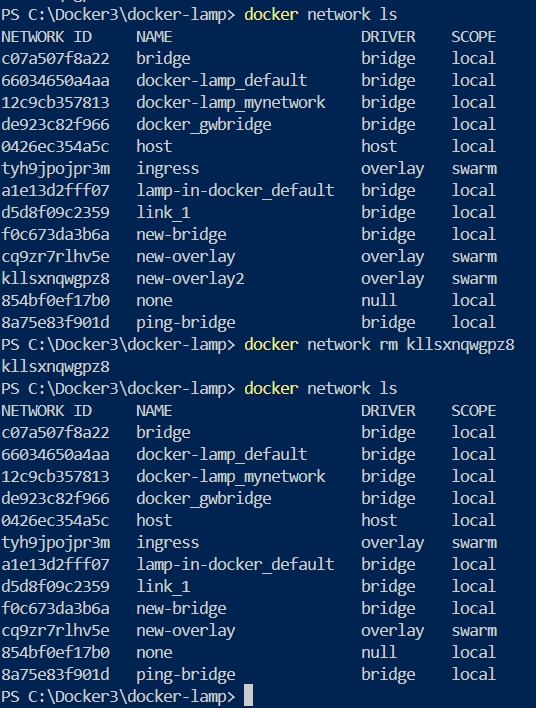 PS C:\Docker3\docker-lamp> docker network ls
NETWORK ID     NAME                     DRIVER    SCOPE
c07a507f8a22   bridge                   bridge    local
66034650a4aa   docker-lamp_default      bridge    local
12c9cb357813   docker-lamp_mynetwork    bridge    local
de923c82f966   docker_gwbridge          bridge    local
0426ec354a5c   host                     host      local
tyh9jpojpr3m   ingress                  overlay   swarm
a1e13d2fff07   lamp-in-docker_default   bridge    local
d5d8f09c2359   link_1                   bridge    local
f0c673da3b6a   new-bridge               bridge    local
cq9zr7rlhv5e   new-overlay              overlay   swarm
kllsxnqwgpz8   new-overlay2             overlay   swarm
854bf0ef17b0   none                     null      local
8a75e83f901d   ping-bridge              bridge    local
PS C:\Docker3\docker-lamp> docker network rm kllsxnqwgpz8
kllsxnqwgpz8
PS C:\Docker3\docker-lamp> docker network ls
NETWORK ID     NAME                     DRIVER    SCOPE
c07a507f8a22   bridge                   bridge    local
66034650a4aa   docker-lamp_default      bridge    local
12c9cb357813   docker-lamp_mynetwork    bridge    local
de923c82f966   docker_gwbridge          bridge    local
0426ec354a5c   host                     host      local
tyh9jpojpr3m   ingress                  overlay   swarm
a1e13d2fff07   lamp-in-docker_default   bridge    local
d5d8f09c2359   link_1                   bridge    local
f0c673da3b6a   new-bridge               bridge    local
cq9zr7rlhv5e   new-overlay              overlay   swarm
854bf0ef17b0   none                     null      local
8a75e83f901d   ping-bridge              bridge    local
PS C:\Docker3\docker-lamp>